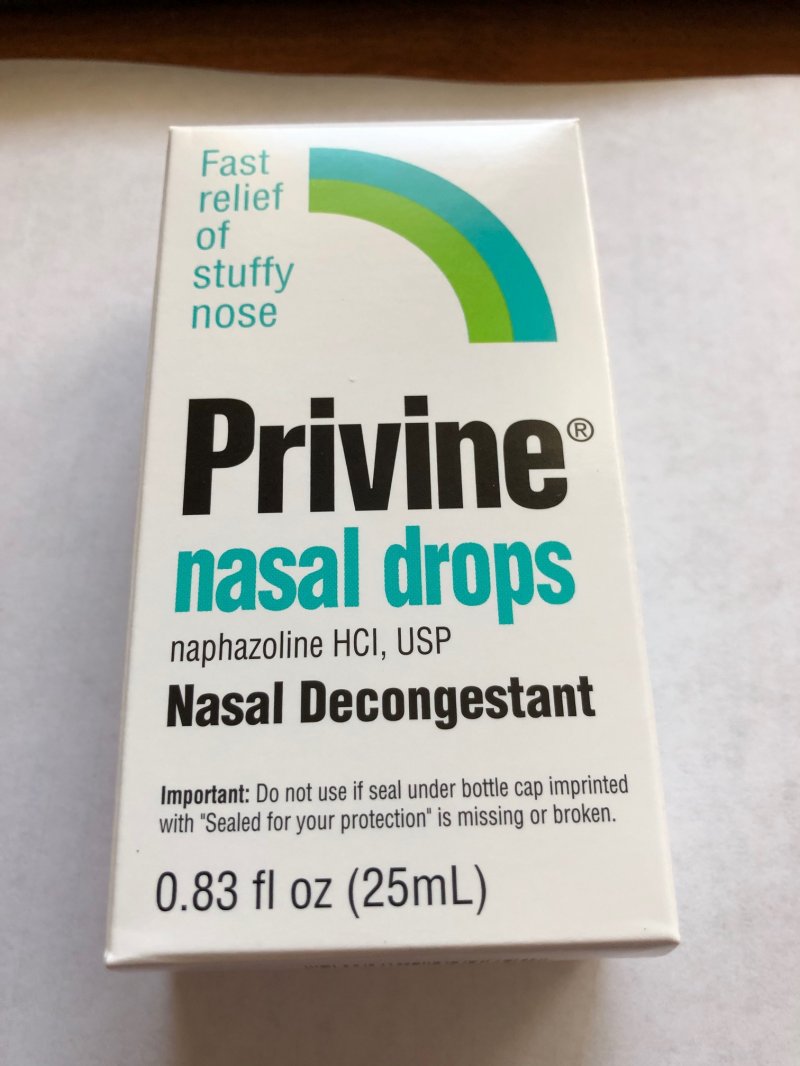 Fast
relief
of
stuffy
nose
Privine®
nasal drops
naphazoline HCl, USP
Nasal Decongestant
Important: Do not use if seal under bottle cap imprinted
with "Sealed for your protection" is missing or broken.
0.83 fl oz (25mL)